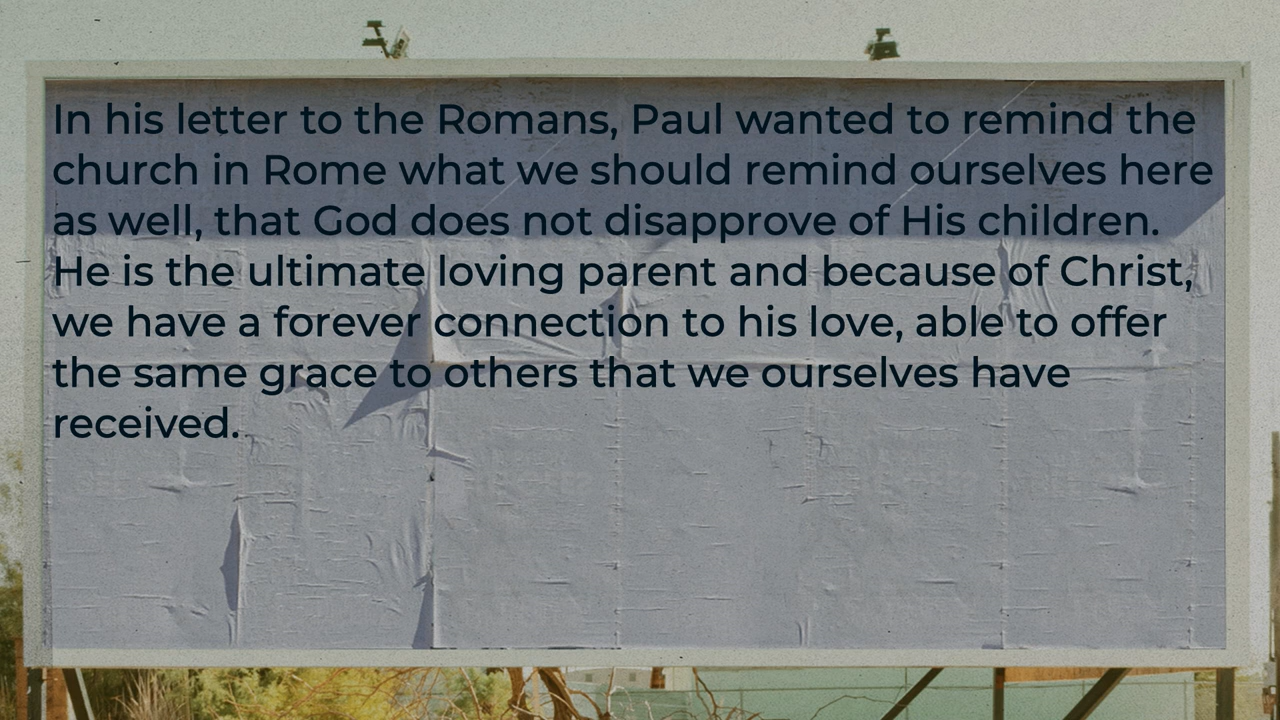 In his letter to the Romans, Paul wanted to remind the
church in Rome what we should remind ourselves here
as well, that God does not disapprove of His children.
He is the ultimate loving parent and because of Christ,
we have a forever connection to his love, able to offer
the same grace to others that we ourselves have
received.